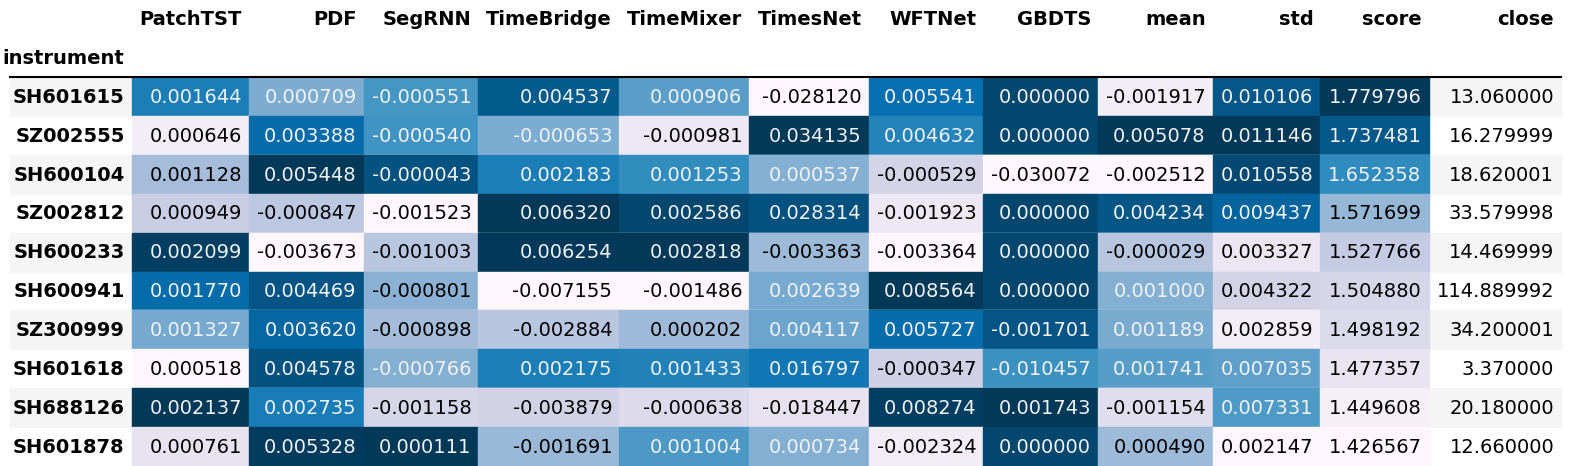 PatchTST PDF SegRNN TimeBridge TimeMixer TimesNet WFTNet GBDTS mean std score close
instrument
SH601615 0.001644 0.000709 -0.000551 0.004537 0.000906 -0.028120 0.005541 0.000000 -0.001917 0.010106 1.779796 13.060000
SZ002555 0.000646 0.003388 -0.000540 -0.000653 -0.000981 0.034135 0.004632 0.000000 0.005078 0.011146 1.737481 16.279999
SH600104 0.001128 0.005448 -0.000043 0.002183 0.001253 0.000537 -0.000529 -0.030072 -0.002512 0.010558 1.652358 18.620001
SZ002812 0.000949 -0.000847 -0.001523 0.006320 0.002586 0.028314 -0.001923 0.000000 0.004234 0.009437 1.571699 33.579998
SH600233 0.002099 -0.003673 -0.001003 0.006254 0.002818 -0.003363 -0.003364 0.000000 -0.000029 0.003327 1.527766 14.469999
SH600941 0.001770 0.004469 -0.000801 -0.007155 -0.001486 0.002639 0.008564 0.000000 0.001000 0.004322 1.504880 114.889992
SZ300999 0.001327 0.003620 -0.000898 -0.002884 0.000202 0.004117 0.005727 -0.001701 0.001189 0.002859 1.498192 34.200001
SH601618 0.000518 0.004578 -0.000766 0.002175 0.001433 0.016797 -0.000347 -0.010457 0.001741 0.007035 1.477357 3.370000
SH688126 0.002137 0.002735 -0.001158 -0.003879 -0.000638 -0.018447 0.008274 0.001743 -0.001154 0.007331 1.449608 20.180000
SH601878 0.000761 0.005328 0.000111 -0.001691 0.001004 0.000734 -0.002324 0.000000 0.000490 0.002147 1.426567 12.660000